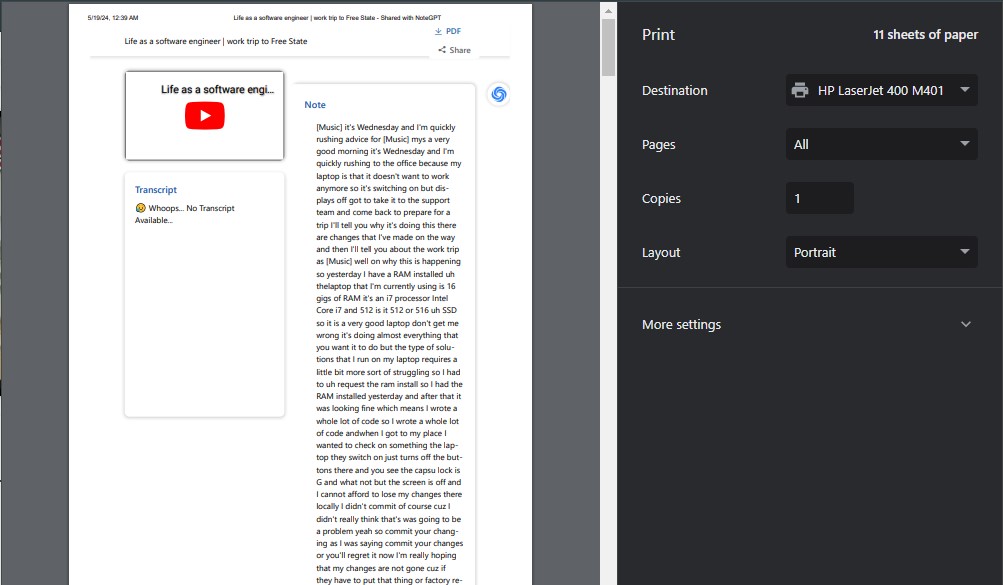 5/19/24, 12:39 AM
Life as a software engineer | work trip to Free State - Shared with NoteGPT
Life as a software engineer | work trip to Free State
PDF
Share
Life as a software engi...
Transcript
Whoops... No Transcript
Available...
Note
[Music] it's Wednesday and I'm quickly
rushing advice for [Music] mys a very
good morning it's Wednesday and I'm
quickly rushing to the office because my
laptop is that it doesn't want to work
anymore so it's switching on but dis-
plays off got to take it to the support
team and come back to prepare for a
trip I'll tell you why it's doing this there
are changes that I've made on the way
and then I'll tell you about the work trip
as [Music] well on why this is happening
so yesterday I have a RAM installed uh
thelaptop that I'm currently using is 16
gigs of RAM it's an i7 processor Intel
Core i7 and 512 is it 512 or 516 uh SSD
so it is a very good laptop don't get me
wrong it's doing almost everything that
you want it to do but the type of solu-
tions that I run on my laptop requires a
little bit more sort of struggling so I had
to uh request the ram install so I had the
RAM installed yesterday and after that it
was looking fine which means I wrote a
whole lot of code so I wrote a whole lot
of code andwhen I got to my place I
wanted to check on something the lap-
top they switch on just turns off the but-
tons there and you see the capsu lock is
G and what not but the screen is off and
I cannot afford to lose my changes there
locally I didn't commit of course cuz I
didn't really think that's was going to be
a problem yeah so commit your chang-
ing as I was saying commit your changes
or you'll regret it now I'm really hoping
that my changes are not gone cuz if
they have to put that thing or factory re-
Print
11 sheets of paper
Destination
HP LaserJet 400 M401
Pages
All
Copies
1
Layout
Portrait
More settings